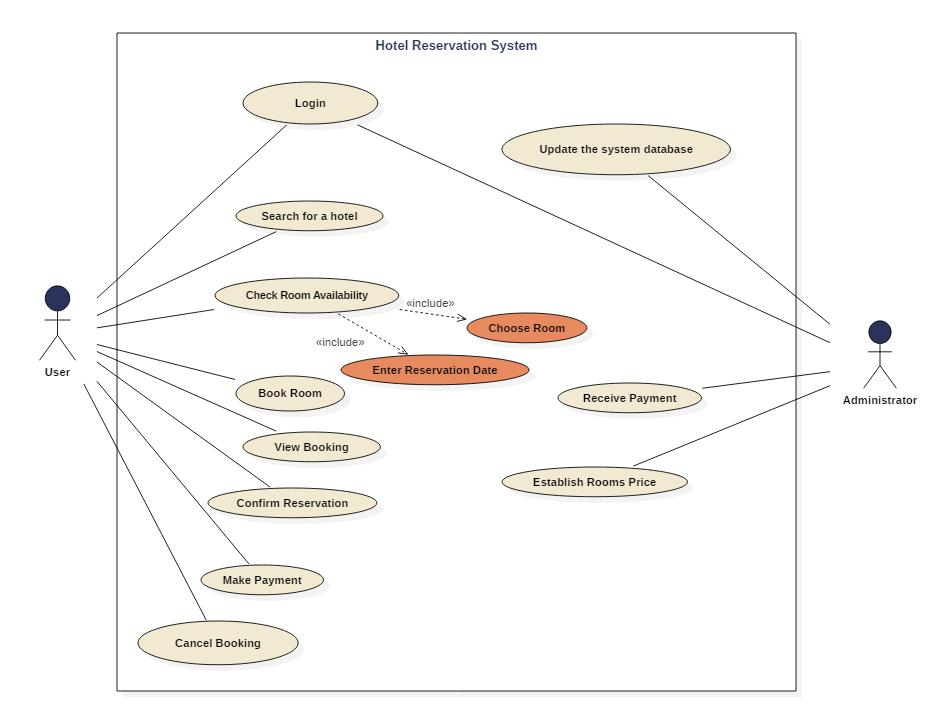 Hotel Reservation System
Login
Update the system database
Search for a hotel
Check Room Availability
«include»
Choose Room
«include»
Enter Reservation Date
User
Administrator
Book Room
Receive Payment
View Booking
Establish Rooms Price
Confirm Reservation
Make Payment
Cancel Booking